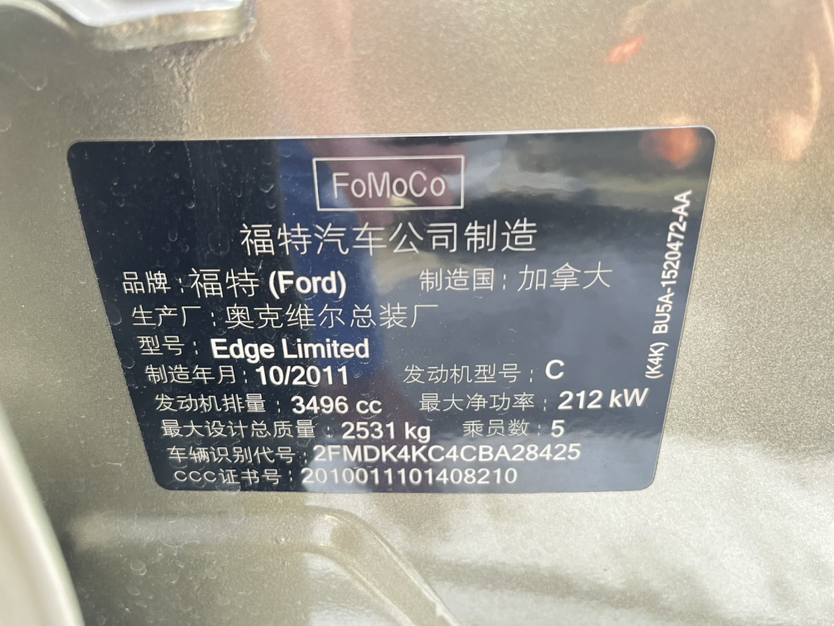 FoMoCo
福特汽车公司制造
品牌：福特 (Ford) 制造国：加拿大
生产厂：奥克维尔总装厂
型号：Edge Limited
制造年月：10/2011 发动机型号：C
发动机排量：3496 cc 最大净功率：212 kW
最大设计总质量：2531 kg 乘员数：5
车辆识别代号：2FMDK4KC4CBA28425
CCC证书号：2010011101408210
(K4K) BU5A-1520472-AA